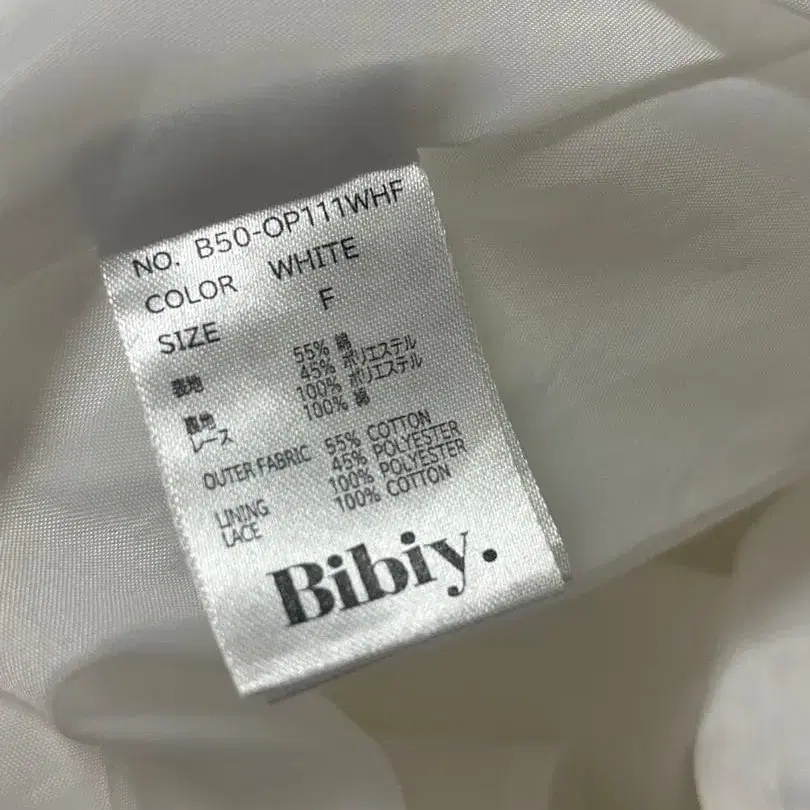 NO. B50-OP111WHF
COLOR WHITE
SIZE F
表地 55% 綿
45% ポリエステル
裏地 100% ポリエステル
レース 100% 綿
OUTER FABRIC 55% COTTON
45% POLYESTER
LINING 100% POLYESTER
LACE 100% COTTON
Bibiy.